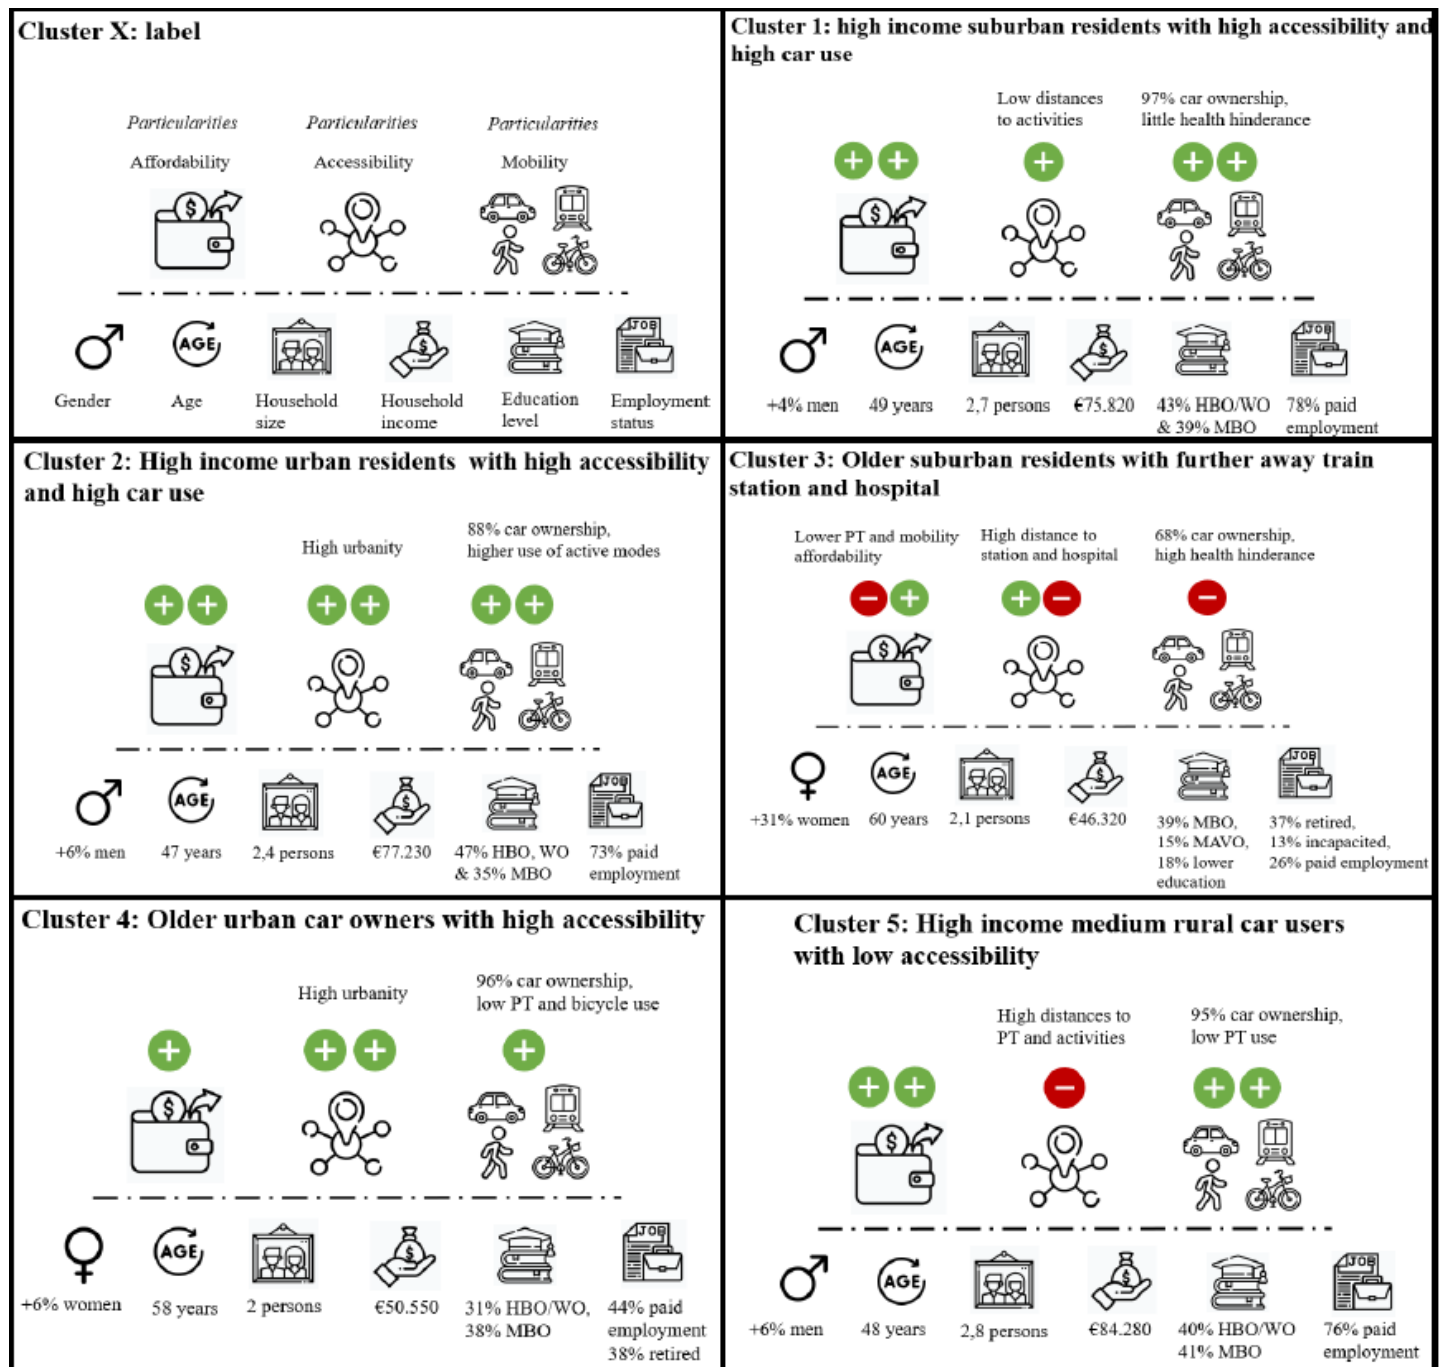 Cluster X: label
Particularities
Particularities
Particularities
Affordability
Accessibility
Mobility
$
AGE
$
JOB
Gender
Age
Household
size
Household
income
Education
level
Employment
status
Cluster 1: high income suburban residents with high accessibility and
high car use
Low distances
to activities
97% car ownership,
little health hinderance
$
AGE
$
JOB
+4% men
49 years
2,7 persons
€75.820
43% HBO/WO
& 39% MBO
78% paid
employment
Cluster 2: High income urban residents with high accessibility
and high car use
High urbanity
88% car ownership,
higher use of active modes
$
AGE
$
JOB
+6% men
47 years
2,4 persons
€77.230
47% HBO, WO
& 35% MBO
73% paid
employment
Cluster 3: Older suburban residents with further away train
station and hospital
Lower PT and mobility
affordability
High distance to
station and hospital
68% car ownership,
high health hinderance
$
AGE
$
JOB
+31% women
60 years
2,1 persons
€46.320
39% MBO,
15% MAVO,
18% lower
education
37% retired,
13% incapacited,
26% paid employment
Cluster 4: Older urban car owners with high accessibility
High urbanity
96% car ownership,
low PT and bicycle use
$
AGE
$
JOB
+6% women
58 years
2 persons
€50.550
31% HBO/WO,
38% MBO
44% paid
employment
38% retired
Cluster 5: High income medium rural car users
with low accessibility
High distances to
PT and activities
95% car ownership,
low PT use
$
AGE
$
JOB
+6% men
48 years
2,8 persons
€84.280
40% HBO/WO
41% MBO
76% paid
employment